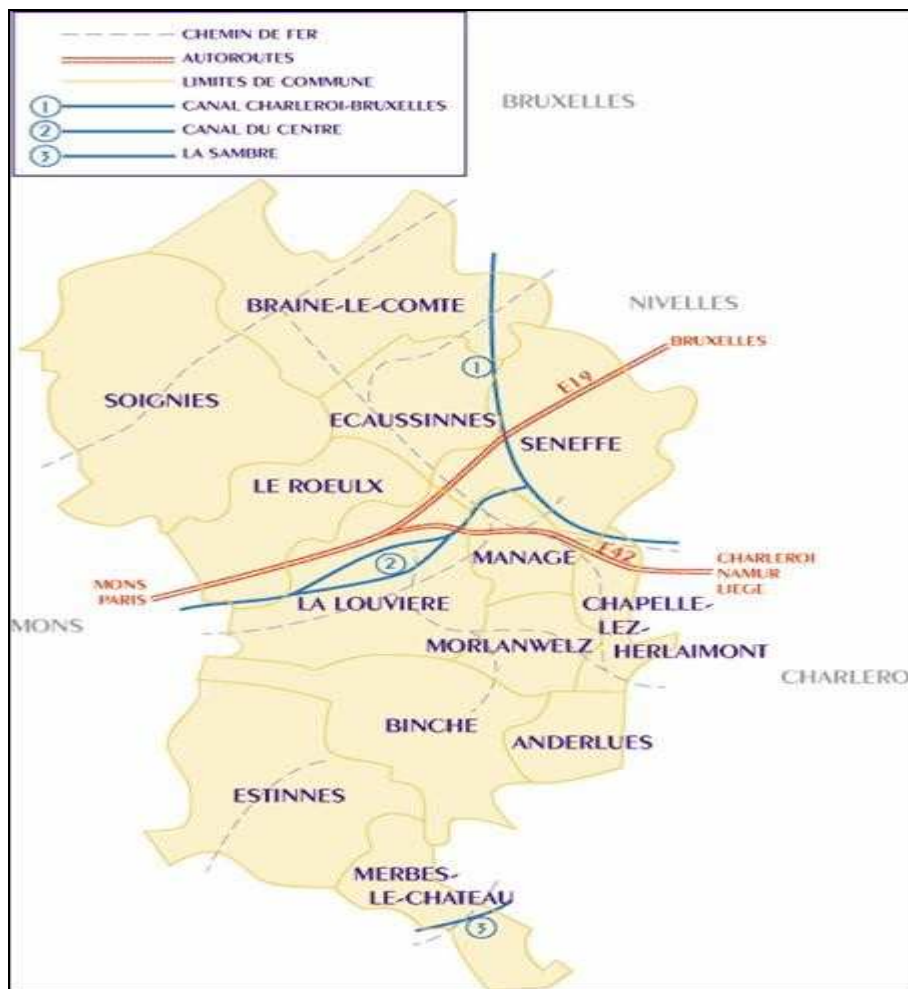 CHEMIN DE FER
AUTOROUTES
LIMITES DE COMMUNE
1 CANAL CHARLEROI-BRUXELLES
2 CANAL DU CENTRE
3 LA SAMBRE
BRUXELLES
BRAINE-LE-COMTE
NIVELLES
BRUXELLES
1
E19
SOIGNIES
ECAUSSINNES
SENEFFE
LE ROEULX
E42
MANAGE
2
CHARLEROI
NAMUR
LIEGE
MONS
PARIS
LA LOUVIERE
CHAPELLE-
LEZ-
HERLAIMONT
MONS
MORLANWELZ
CHARLERO
BINCHE
ANDERLUES
ESTINNES
MERBES-
LE-CHATEAU
3